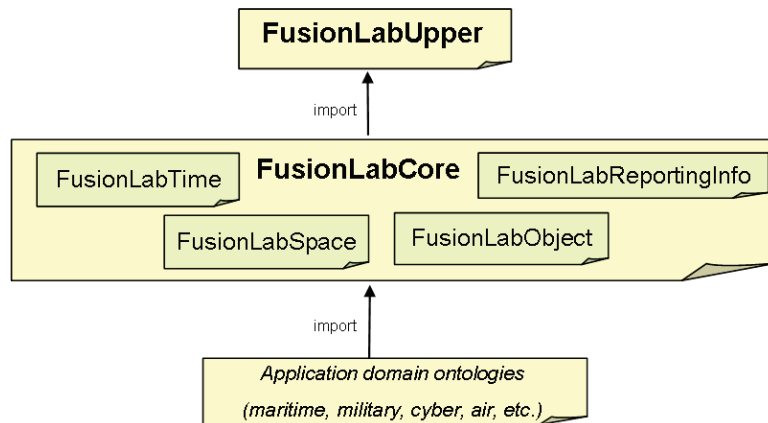 FusionLabUpper
import
FusionLabCore
FusionLabTime
FusionLabReportingInfo
FusionLabSpace
FusionLabObject
import
Application domain ontologies
(maritime, military, cyber, air, etc.)